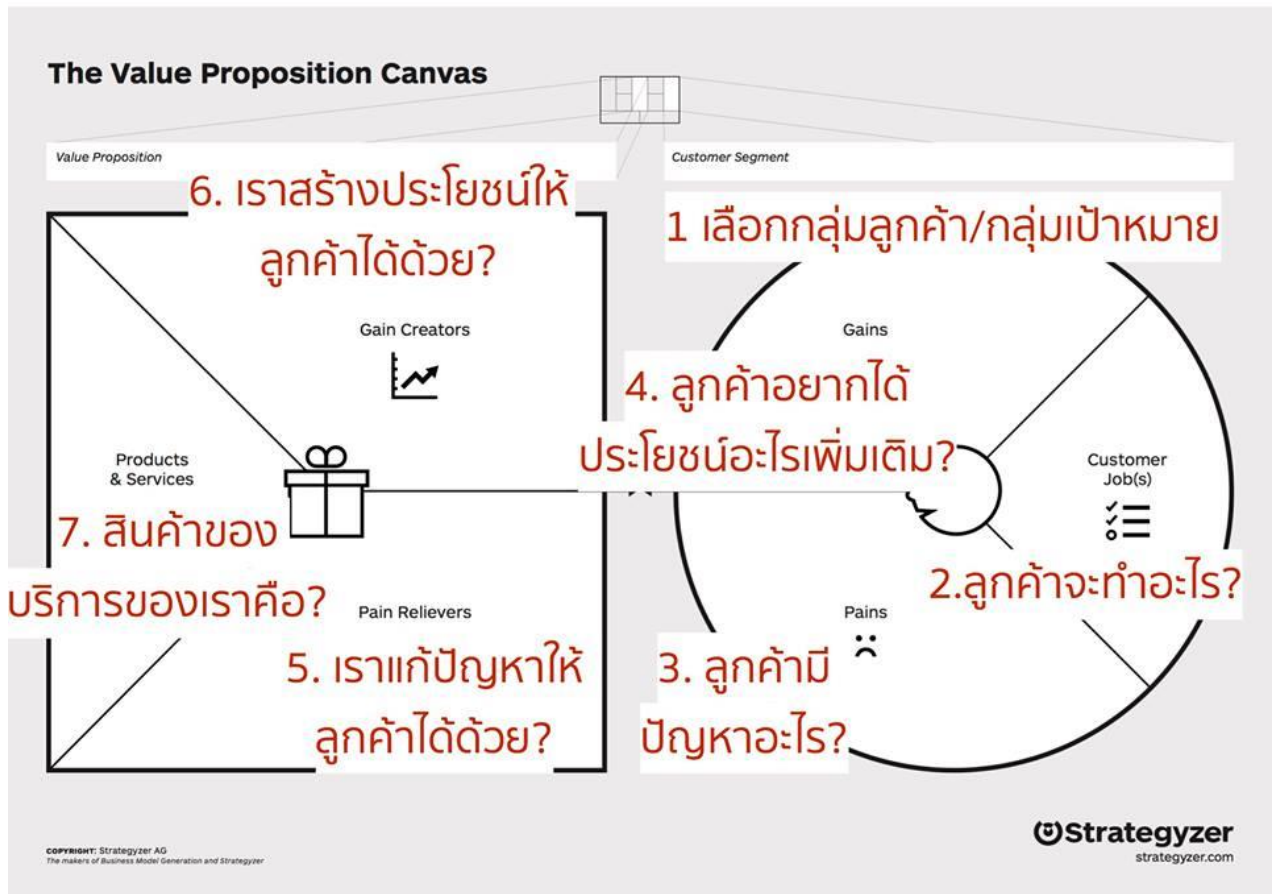 The Value Proposition Canvas
Value Proposition
Customer Segment
6. เราสร้างประโยชน์ให้
ลูกค้าได้ด้วย?
1 เลือกกลุ่มลูกค้า/กลุ่มเป้าหมาย
Gain Creators
Gains
4. ลูกค้าอยากได้
ประโยชน์อะไรเพิ่มเติม?
Products
& Services
Customer
Job(s)
7. สินค้าของ
บริการของเราคือ?
2.ลูกค้าจะทำอะไร?
Pain Relievers
Pains
5. เราแก้ปัญหาให้
ลูกค้าได้ด้วย?
3. ลูกค้ามี
ปัญหาอะไร?
COPYRIGHT: Strategyzer AG
The makers of Business Model Generation and Strategyzer
Strategyzer
strategyzer.com